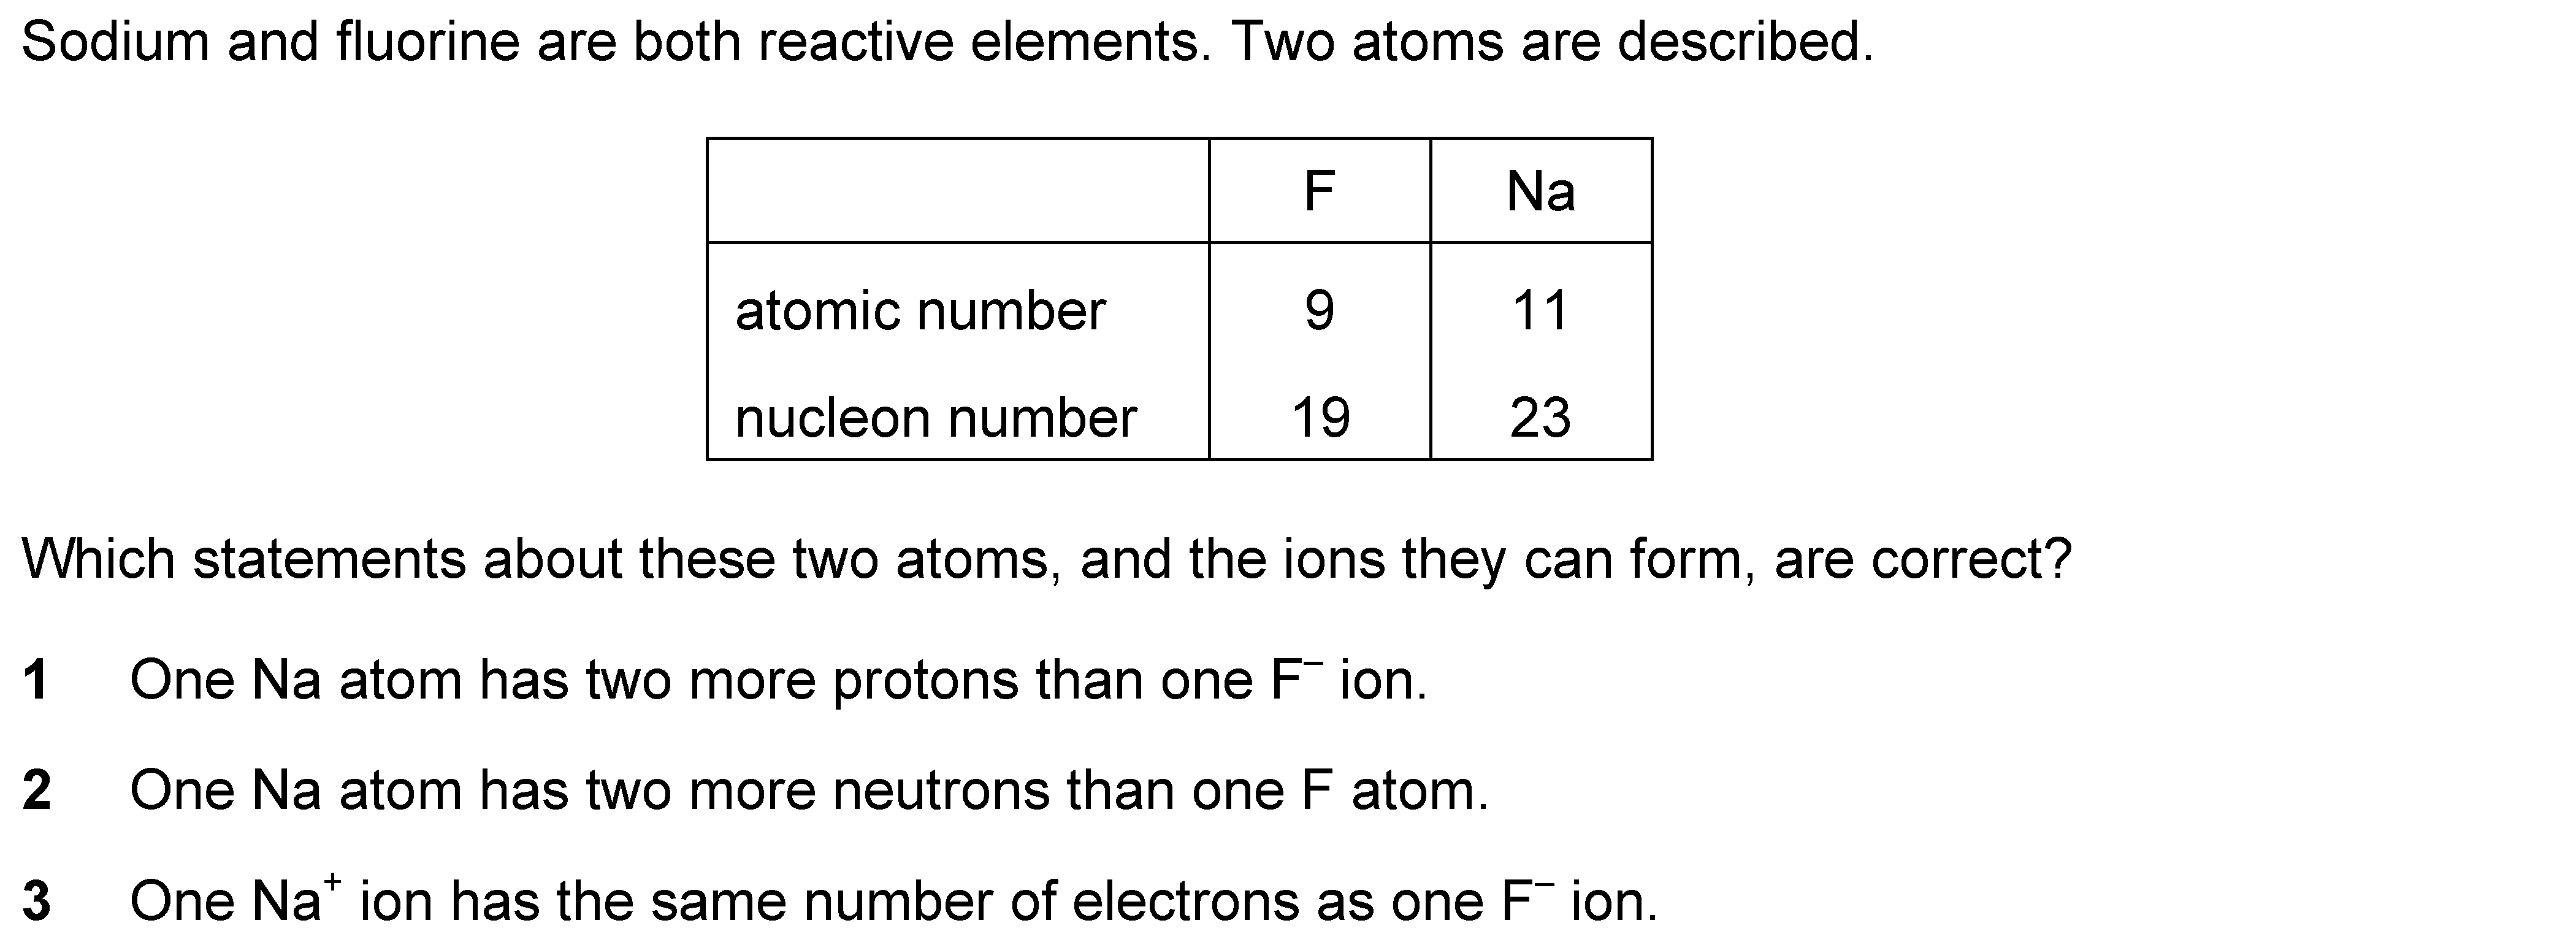 Sodium and fluorine are both reactive elements. Two atoms are described.
F Na
atomic number 9 11
nucleon number 19 23
Which statements about these two atoms, and the ions they can form, are correct?
1 One Na atom has two more protons than one F⁻ ion.
2 One Na atom has two more neutrons than one F atom.
3 One Na⁺ ion has the same number of electrons as one F⁻ ion.